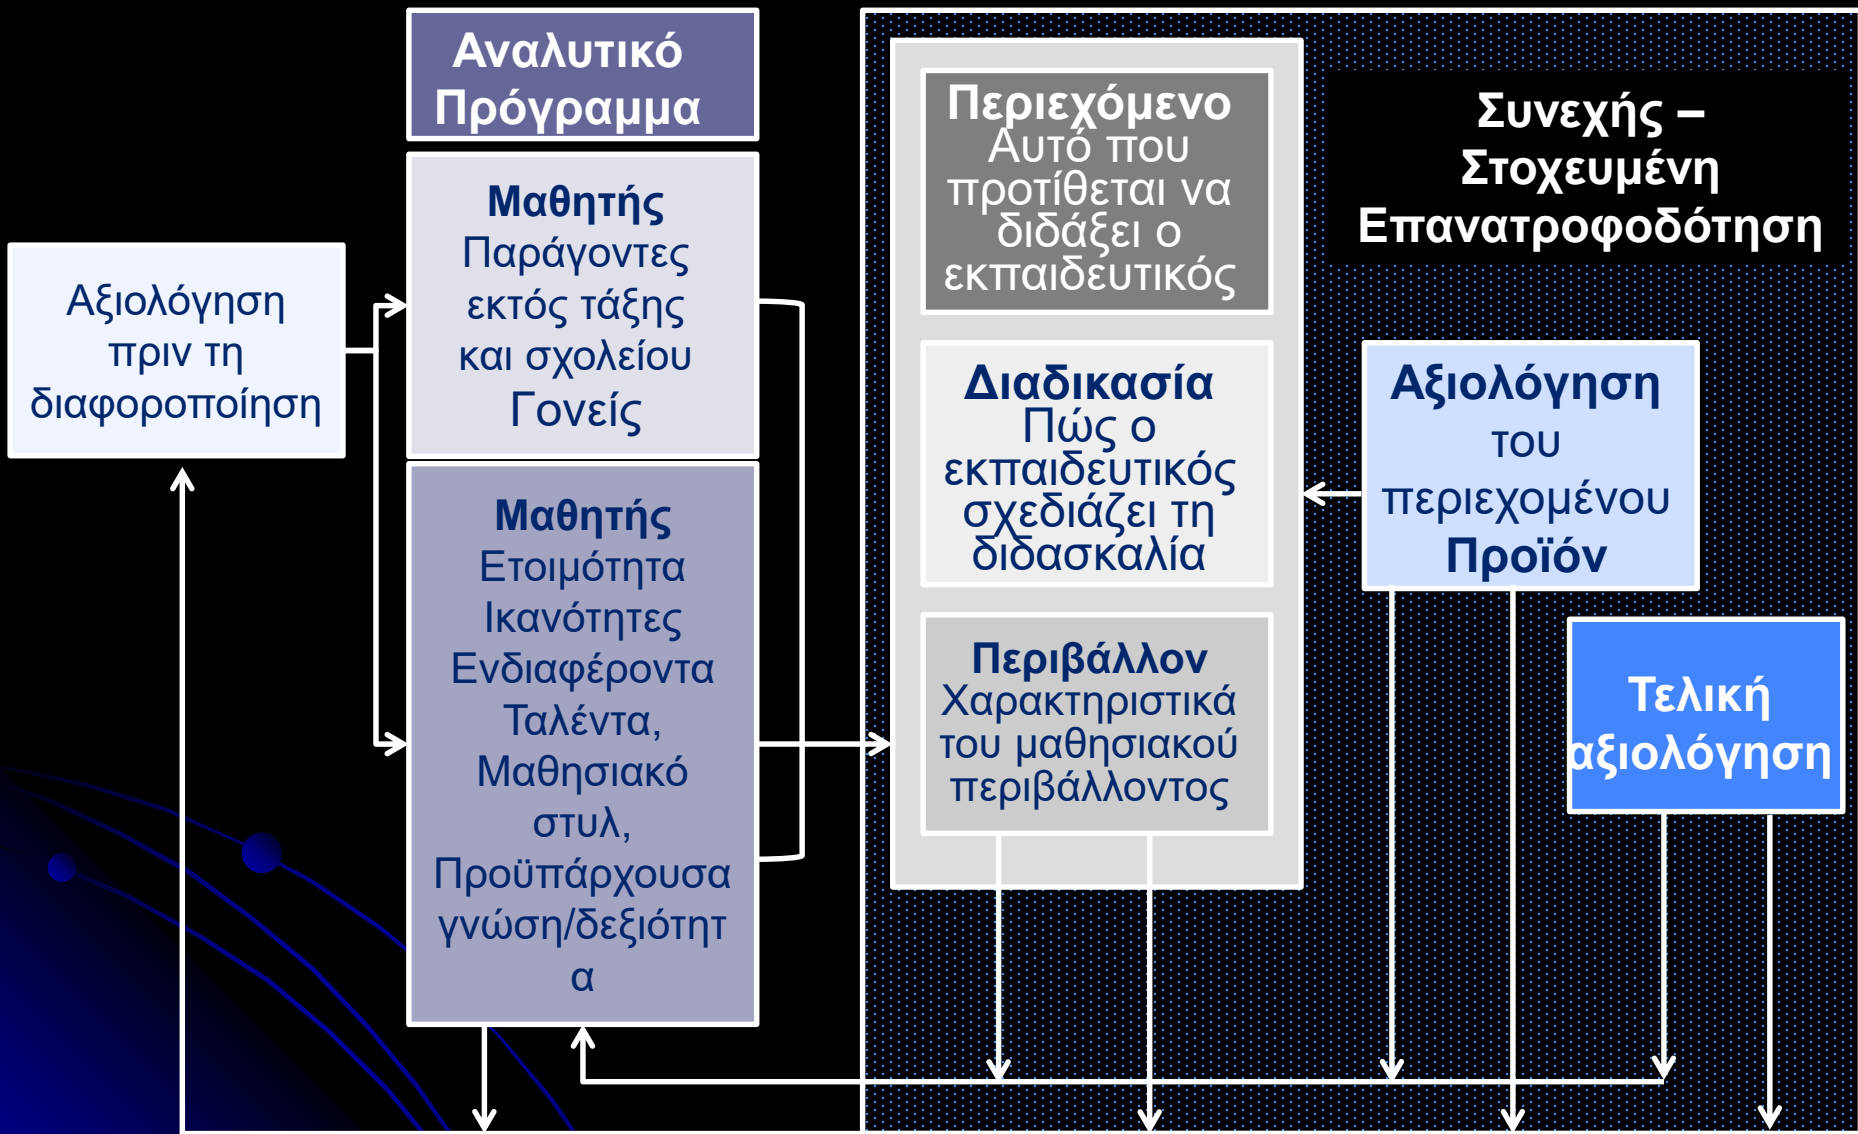 Αναλυτικό
Πρόγραμμα
Αξιολόγηση
πριν τη
διαφοροποίηση
Μαθητής
Παράγοντες
εκτός τάξης
και σχολείου
Γονείς
Μαθητής
Ετοιμότητα
Ικανότητες
Ενδιαφέροντα
Ταλέντα,
Μαθησιακό
στυλ,
Προϋπάρχουσα
γνώση/δεξιότητ
α
Περιεχόμενο
Αυτό που
προτίθεται να
διδάξει ο
εκπαιδευτικός
Διαδικασία
Πώς ο
εκπαιδευτικός
σχεδιάζει τη
διδασκαλία
Περιβάλλον
Χαρακτηριστικά
του μαθησιακού
περιβάλλοντος
Συνεχής –
Στοχευμένη
Επανατροφοδότηση
Αξιολόγηση
του
περιεχομένου
Προϊόν
Τελική
αξιολόγηση